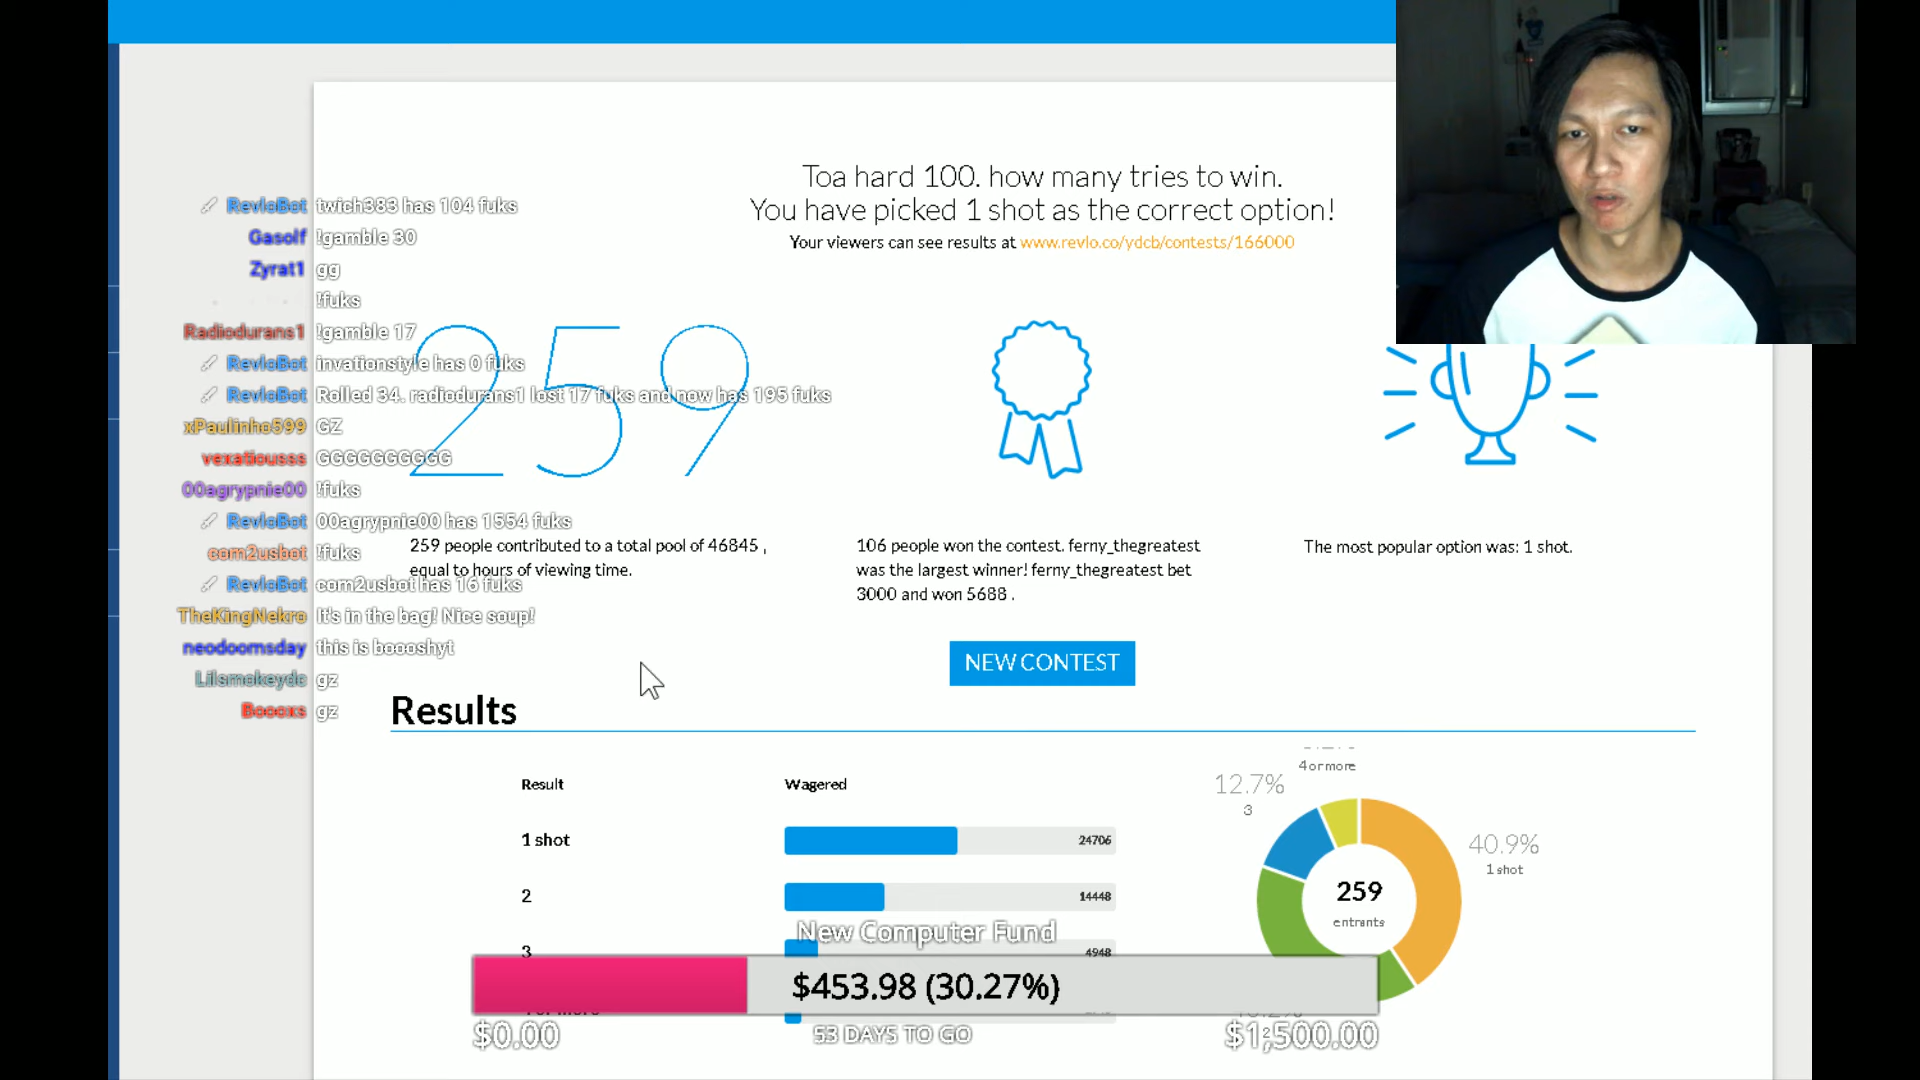 Toa hard 100. how many tries to win.
You have picked 1 shot as the correct option!
Your viewers can see results at www.revlo.co/ydcb/contests/166000
RevloBot twich383 has 104 fuks
Gasolf !gamble 30
Zyrat1 gg
!fuks
Radiodurans1 !gamble 17
RevloBot invationstyle has 0 fuks
RevloBot Rolled 34. radiodurans1 lost 17 fuks and now has 195 fuks
xPaulinho599 GZ
vexatiousss GGGGGGGGGG
00agrypnie00 !fuks
RevloBot 00agrypnie00 has 1554 fuks
com2usbot !fuks
RevloBot com2usbot has 16 fuks
TheKingNekro It's in the bag! Nice soup!
neodoomsday this is boooshyt
Lilsmokeydo gz
Boooxs gz
259
259 people contributed to a total pool of 46845 ,
equal to hours of viewing time.
106 people won the contest. ferny_thegreatest
was the largest winner! ferny_thegreatest bet
3000 and won 5688 .
The most popular option was: 1 shot.
NEW CONTEST
Results
Result Wagered
1 shot 24706
2 14448
3 4948
4 or more
12.7%
3
40.9%
1 shot
259
entrants
New Computer Fund
$453.98 (30.27%)
$0.00 53 DAYS TO GO $1,500.00